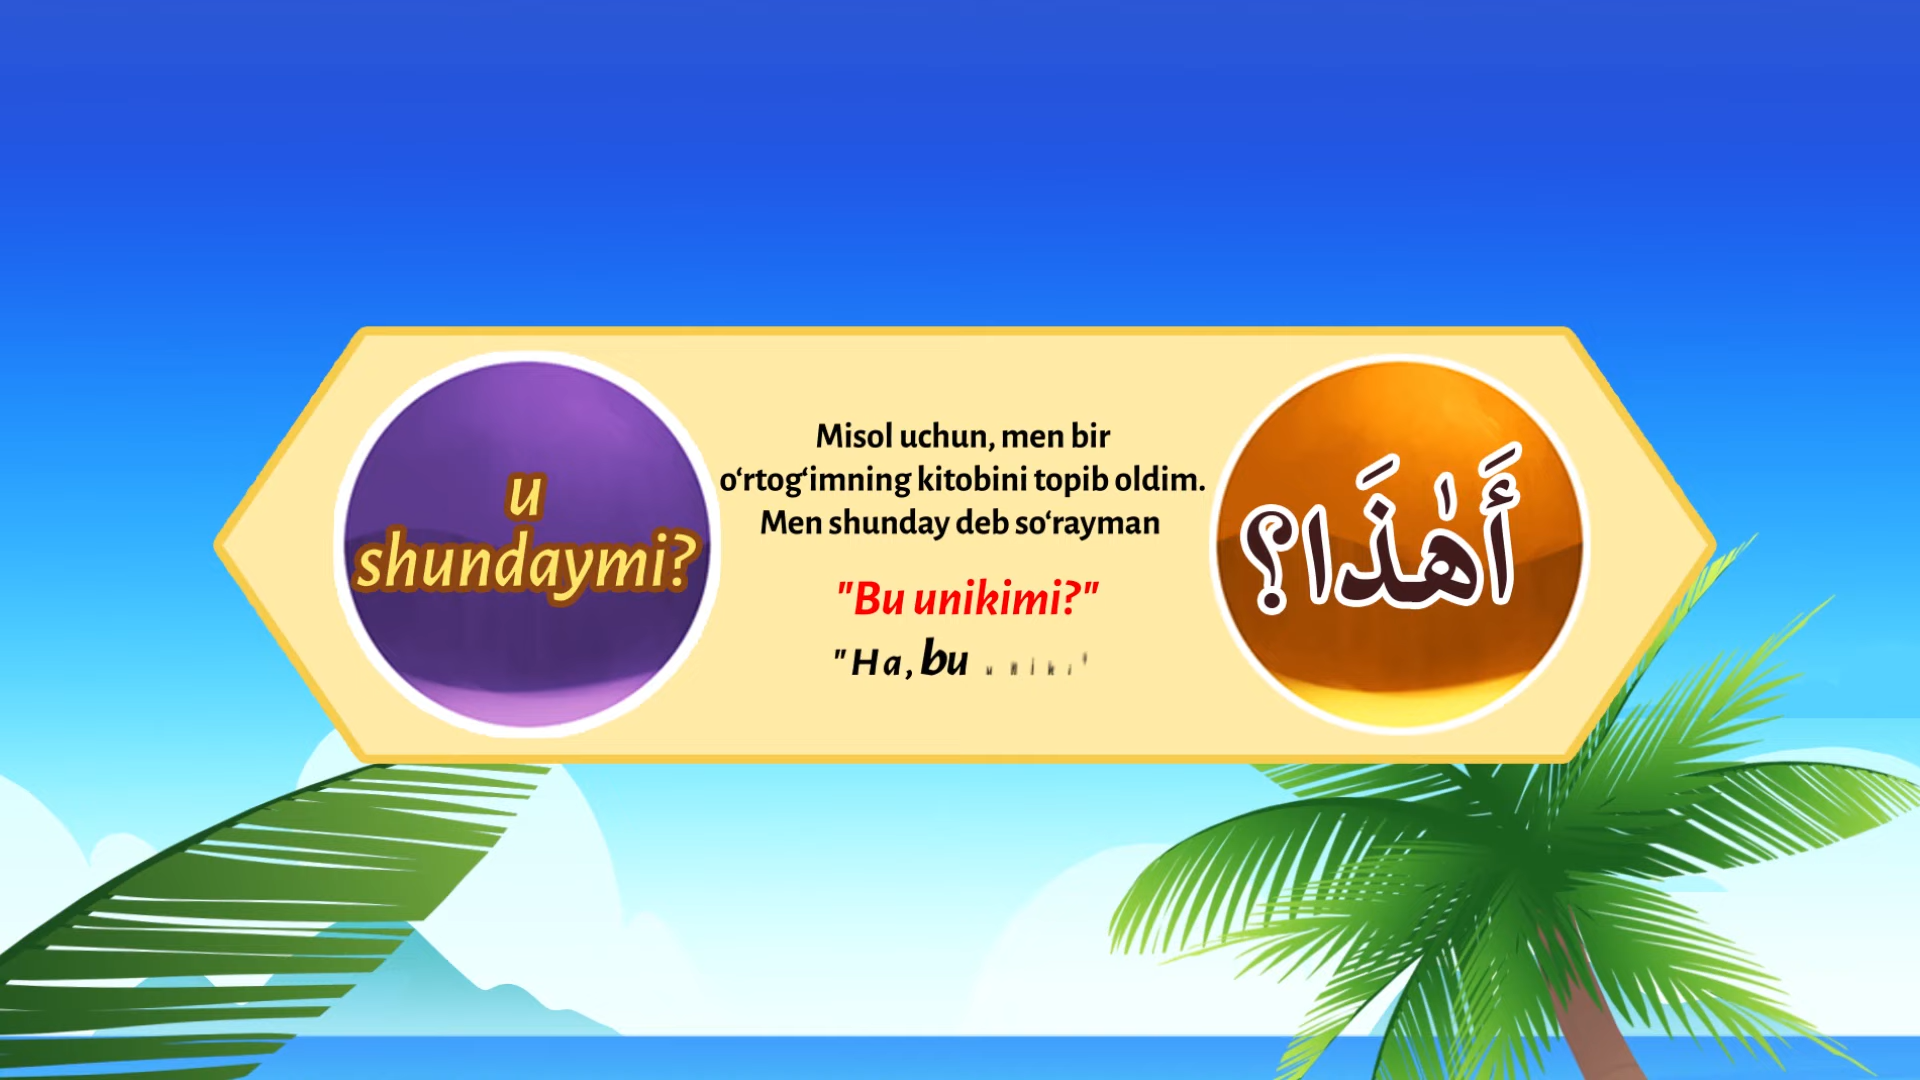 u
shundaymi?
Misol uchun, men bir
o‘rtog‘imning kitobini topib oldim.
Men shunday deb so‘rayman
"Bu unikimi?"
"Ha, bu
أَهٰذَا؟